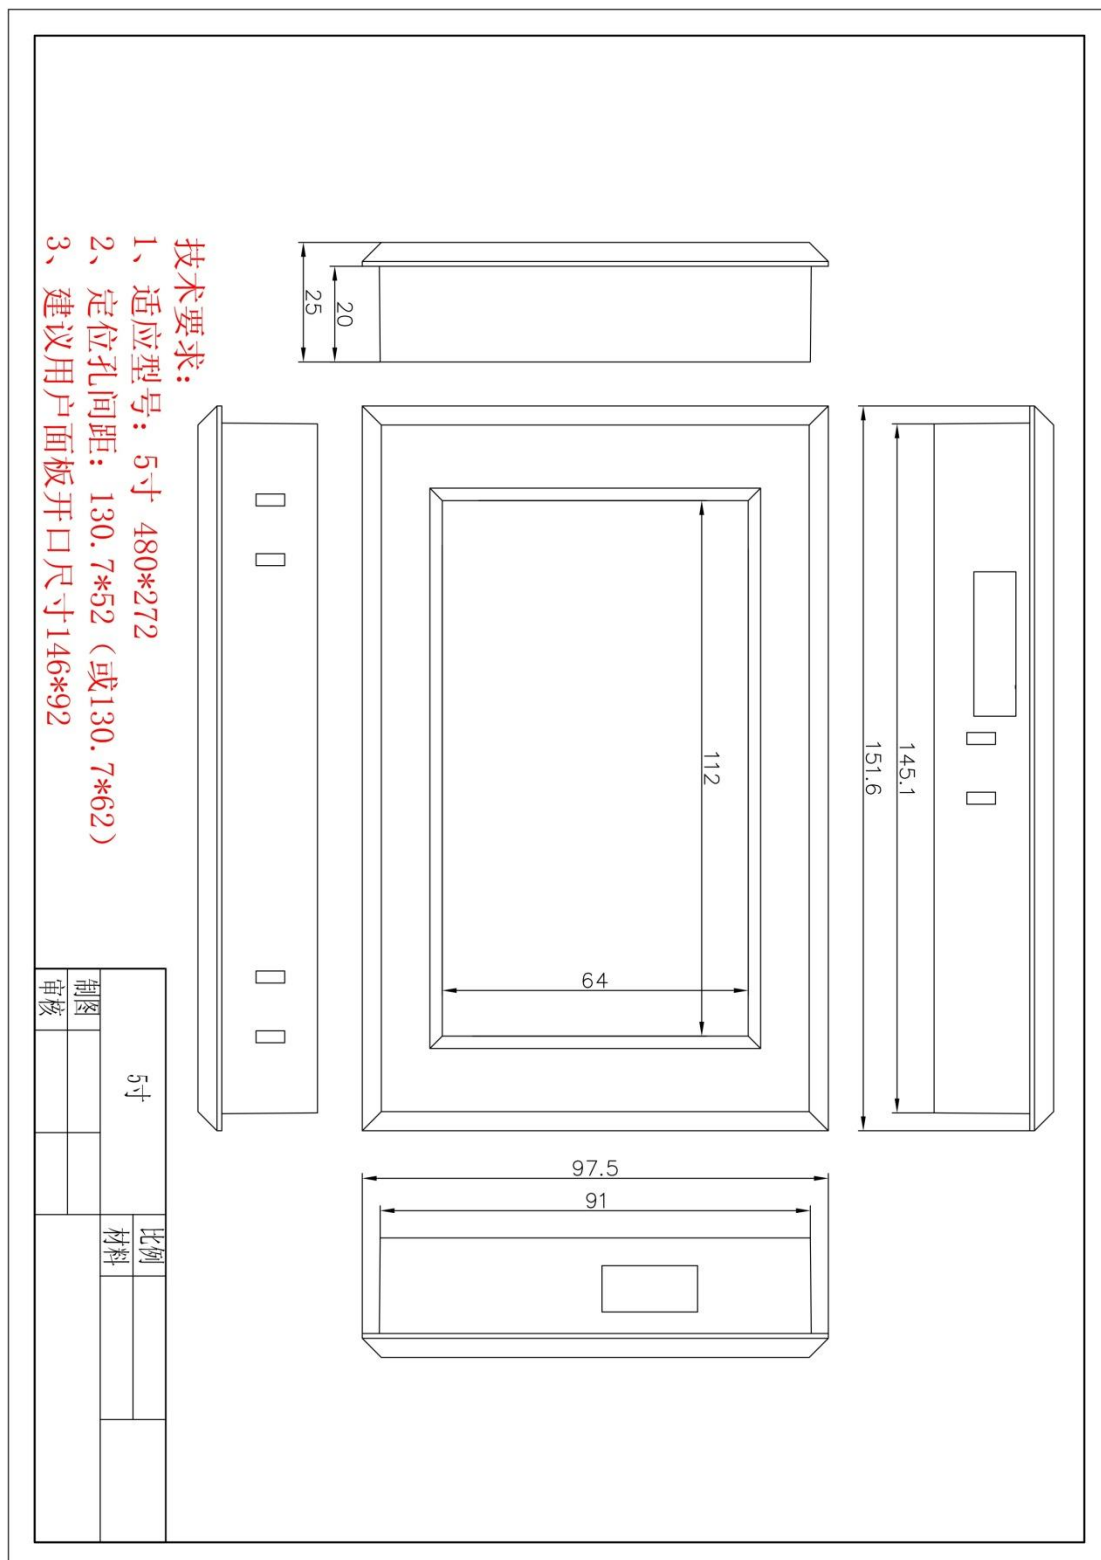 145.1
151.6
112
64
20
25
97.5
91
技术要求:
1、适应型号: 5寸 480*272
2、定位孔间距: 130.7*52（或130.7*62）
3、建议用户面板开口尺寸146*92
5寸
比例
材料
制图
审核